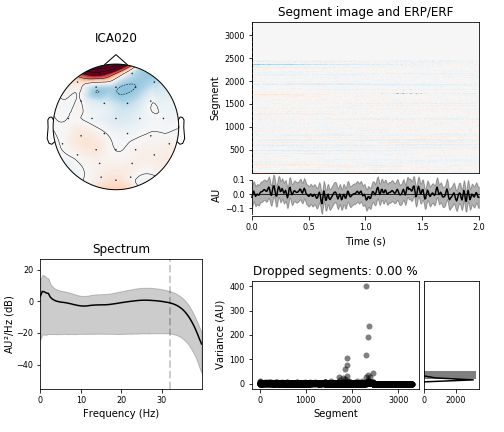 ICA020
Segment image and ERP/ERF
Segment
3000
2500
2000
1500
1000
500
AU
0.1
0.0
−0.1
0.0 0.5 1.0 1.5 2.0
Time (s)
Spectrum
AU²/Hz (dB)
20
0
−20
−40
0 10 20 30
Frequency (Hz)
Dropped segments: 0.00 %
Variance (AU)
400
300
200
100
0
0 1000 2000 3000
Segment
0 2000